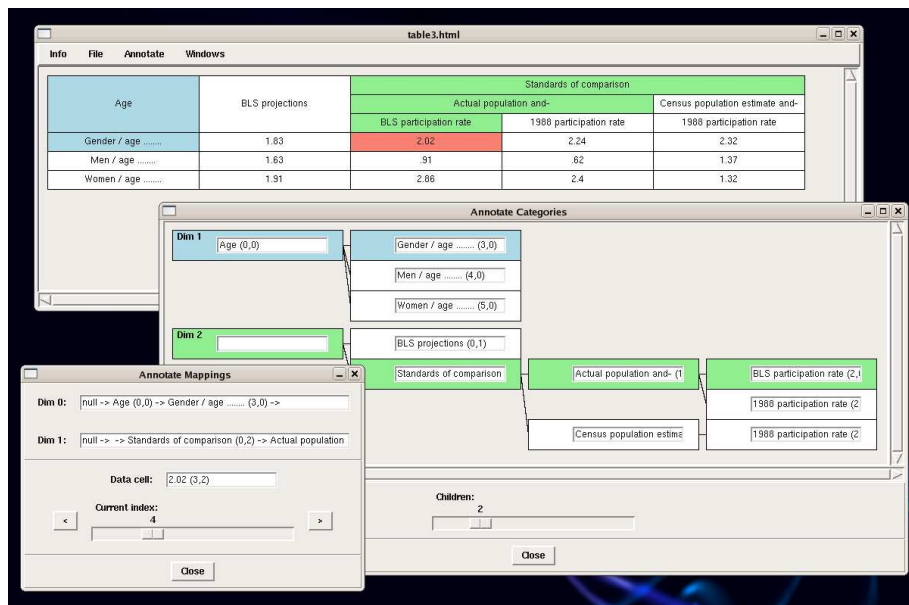 table3.html
Info File Annotate Windows
Standards of comparison
Age BLS projections Actual population and- Census population estimate and-
BLS participation rate 1988 participation rate 1988 participation rate
Gender / age ........ 1.83 2.02 2.24 2.32
Men / age ........ 1.63 .91 .62 1.37
Women / age ........ 1.91 2.86 2.4 1.32
Annotate Categories
Dim 1
Age (0,0) Gender / age ........ (3,0)
Men / age ........ (4,0)
Women / age ........ (5,0)
Dim 2
BLS projections (0,1)
Standards of comparison Actual population and- (1 BLS participation rate (2,
1988 participation rate (2
Census population estima 1988 participation rate (2
Children:
2
Close
Annotate Mappings
Dim 0: null -> Age (0,0) -> Gender / age ........ (3,0) ->
Dim 1: null -> -> Standards of comparison (0,2) -> Actual population
Data cell: 2.02 (3,2)
Current index:
4
< >
Close